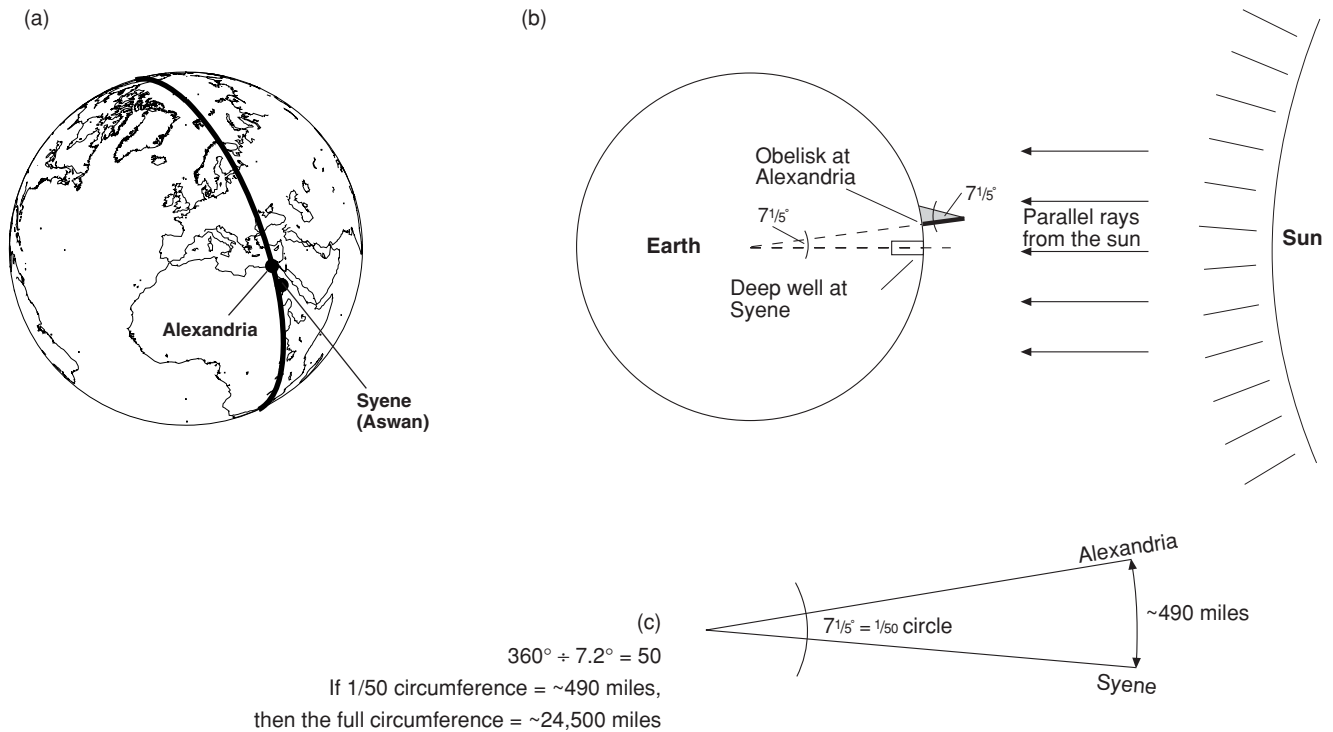 (a)
Alexandria
Syene
(Aswan)
(b)
Earth
Obelisk at
Alexandria
7 1/5°
7 1/5°
Deep well at
Syene
Parallel rays
from the sun
Sun
(c)
360° ÷ 7.2° = 50
If 1/50 circumference = ~490 miles,
then the full circumference = ~24,500 miles
Alexandria
7 1/5° = 1/50 circle
~490 miles
Syene